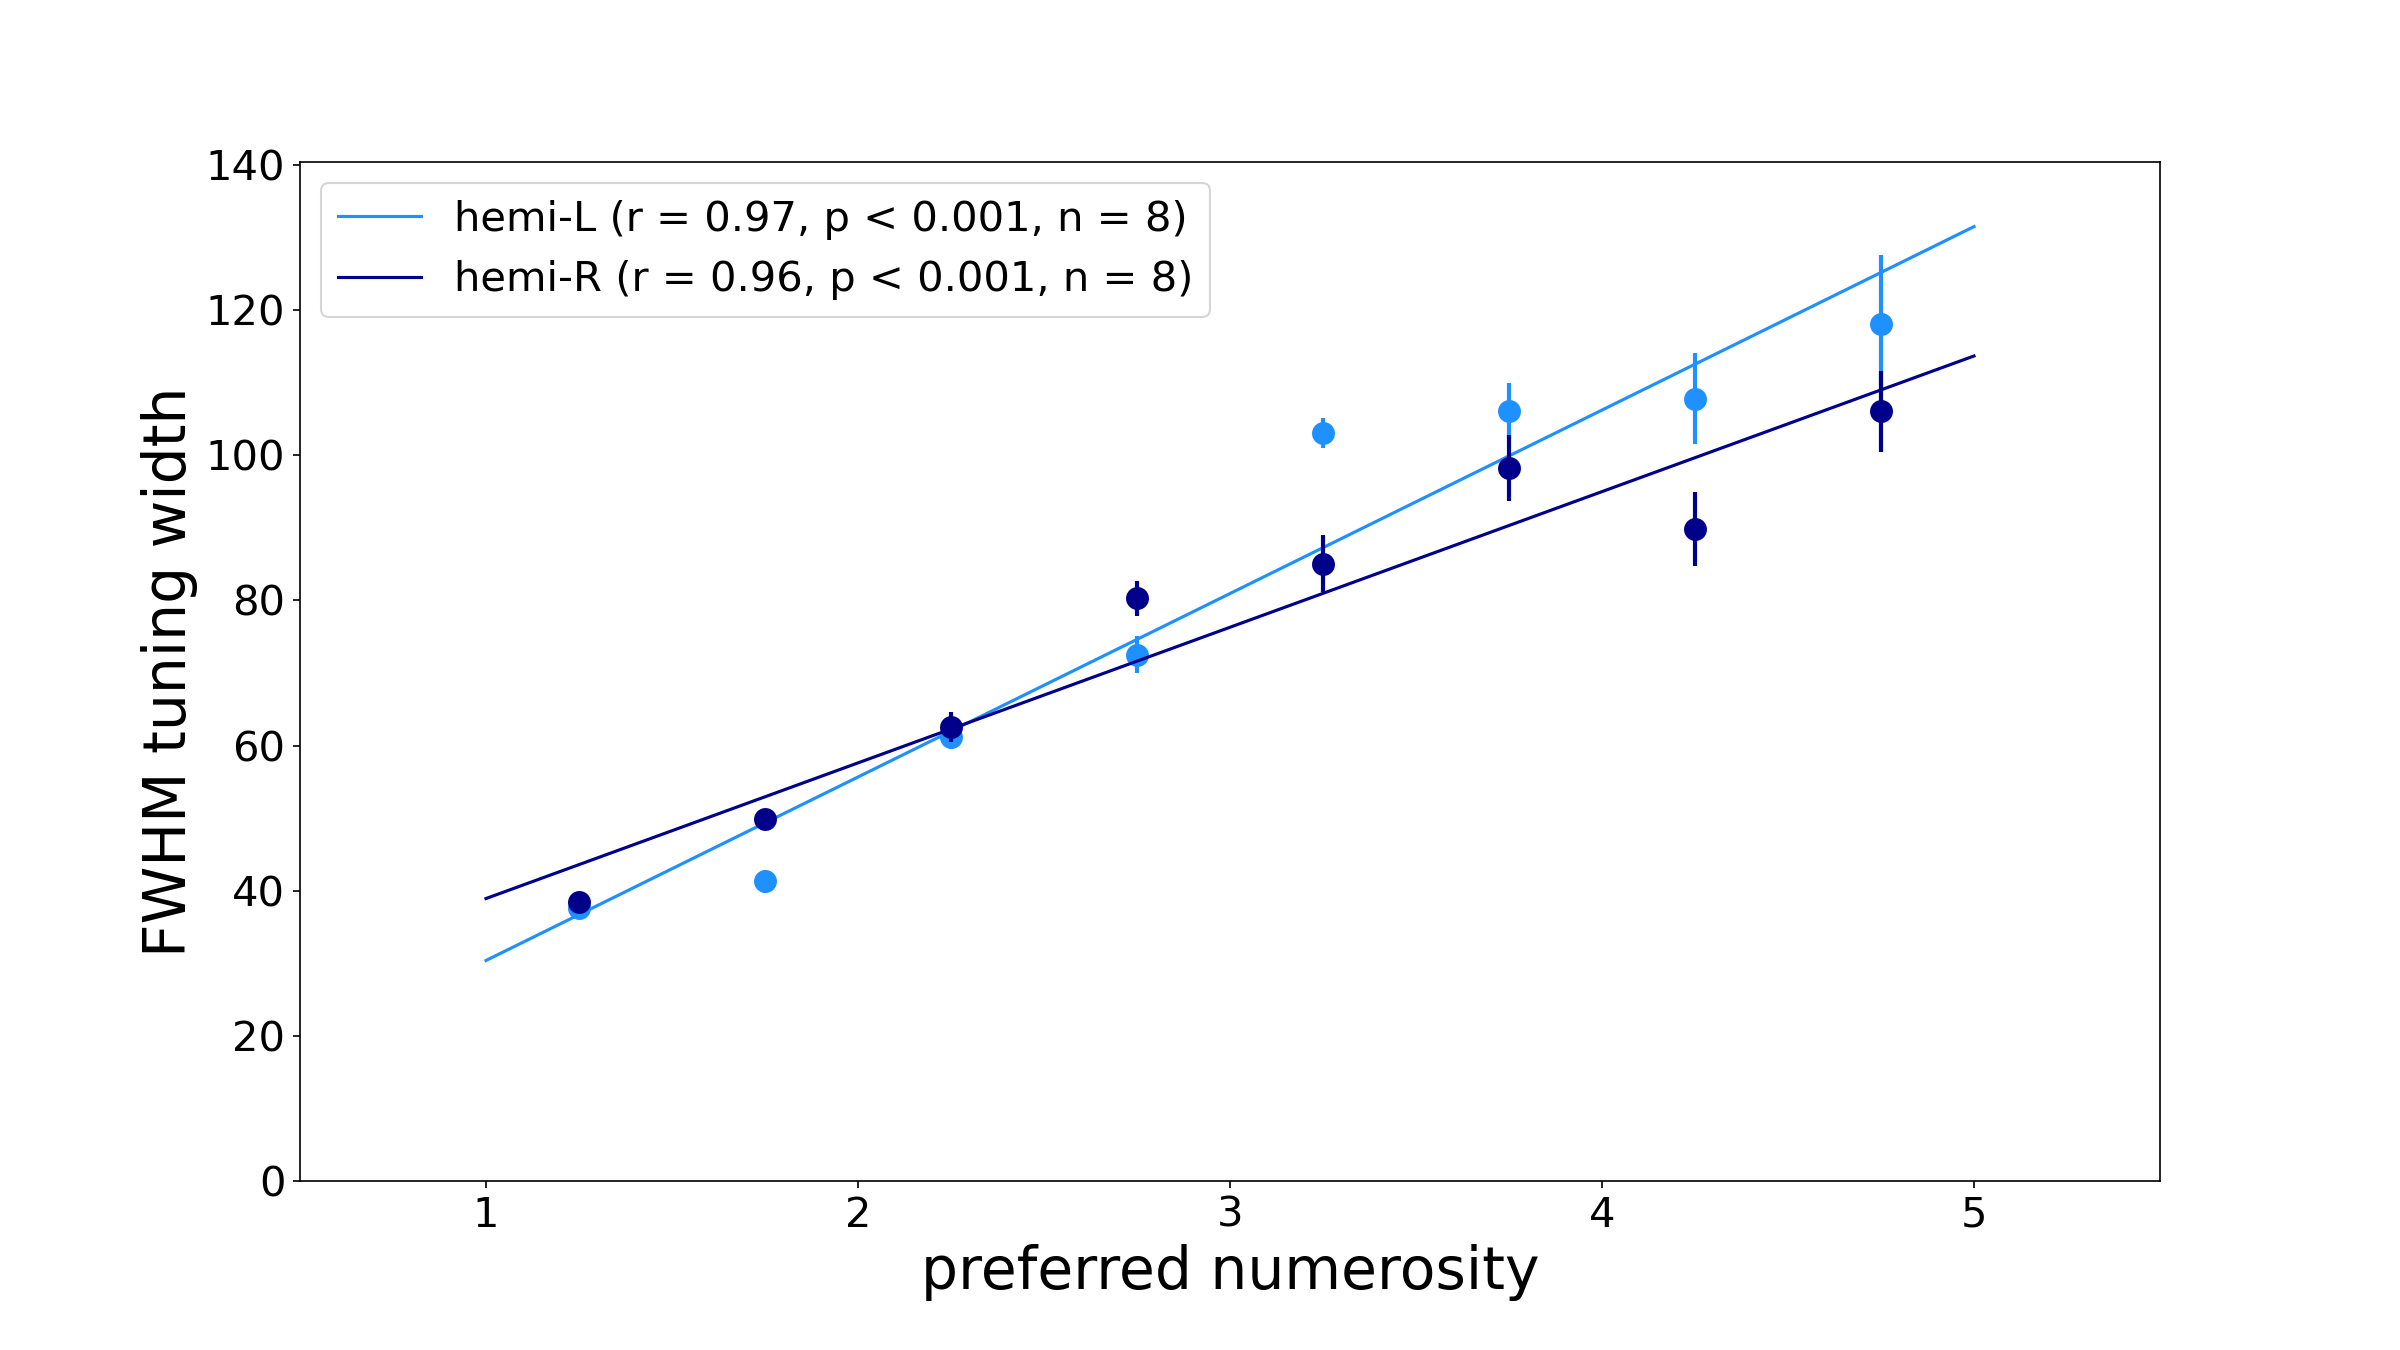 140
120
100
80
60
40
20
0
FWHM tuning width
hemi-L (r = 0.97, p < 0.001, n = 8)
hemi-R (r = 0.96, p < 0.001, n = 8)
1 2 3 4 5
preferred numerosity